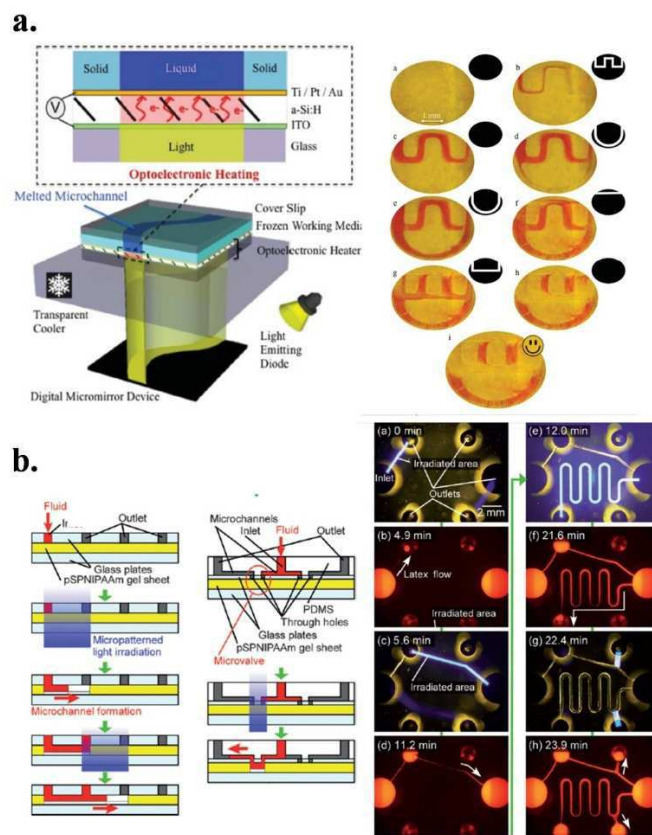 a.
Solid Liquid Solid
V
Ti / Pt / Au
e- e- e- e-
a-Si:H
ITO
Light
Glass
Optoelectronic Heating
Melted Microchannel
Cover Slip
Frozen Working Media
Optoelectronic Heater
Transparent
Cooler
Light
Emitting
Diode
Digital Micromirror Device
a
1 mm
b
c
d
e
f
g
h
i
b.
Fluid
Outlet
Glass plates
pSPNIPAAm gel sheet
Micropatterned
light irradiation
Microchannel formation
Microchannels
Inlet
Fluid
Outlet
PDMS
Through holes
Glass plates
pSPNIPAAm gel sheet
Microvalve
(a) 0 min
Irradiated area
Inlet
Outlets
2 mm
(b) 4.9 min
Latex flow
Irradiated area
(c) 5.6 min
Irradiated area
(d) 11.2 min
(e) 12.0 min
(f) 21.6 min
(g) 22.4 min
(h) 23.9 min